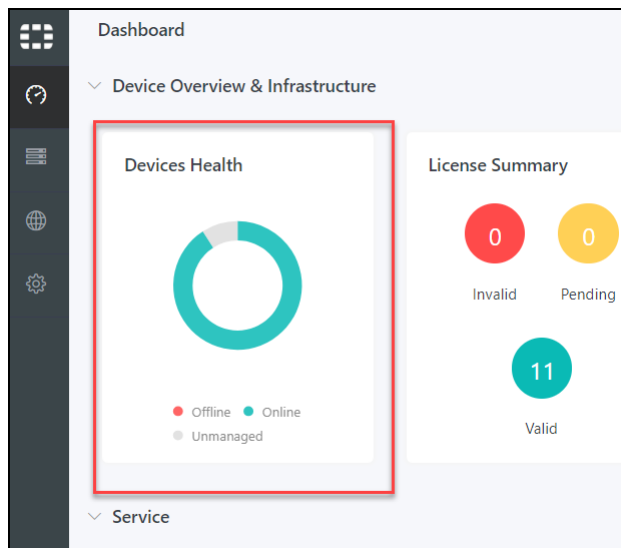 Dashboard
Device Overview & Infrastructure
Devices Health
Offline Online
Unmanaged
License Summary
0 0
Invalid Pending
11
Valid
Service